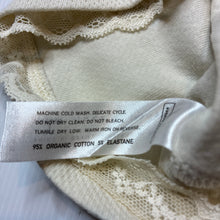 MACHINE COLD WASH. DELICATE CYCLE.
DO NOT DRY CLEAN. DO NOT BLEACH.
TUMBLE DRY LOW. WARM IRON ON REVERSE.
95% ORGANIC COTTON 5% ELASTANE